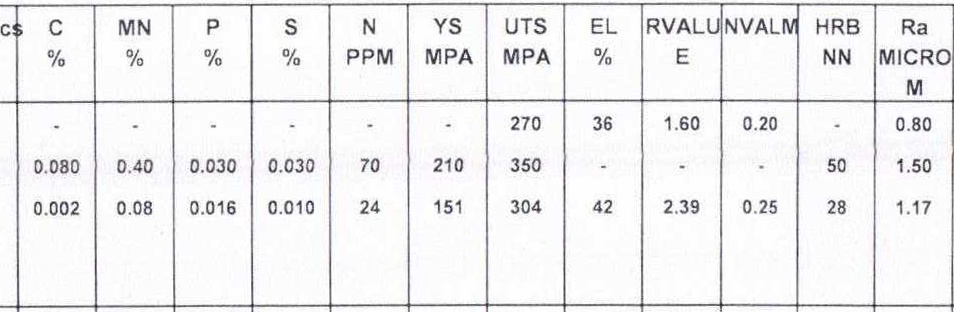 cs C MN P S N YS UTS EL RVALU NVALM HRB Ra
% % % % PPM MPA MPA % E NN MICRO
M
- - - - - - 270 36 1.60 0.20 - 0.80
0.080 0.40 0.030 0.030 70 210 350 - - - 50 1.50
0.002 0.08 0.016 0.010 24 151 304 42 2.39 0.25 28 1.17